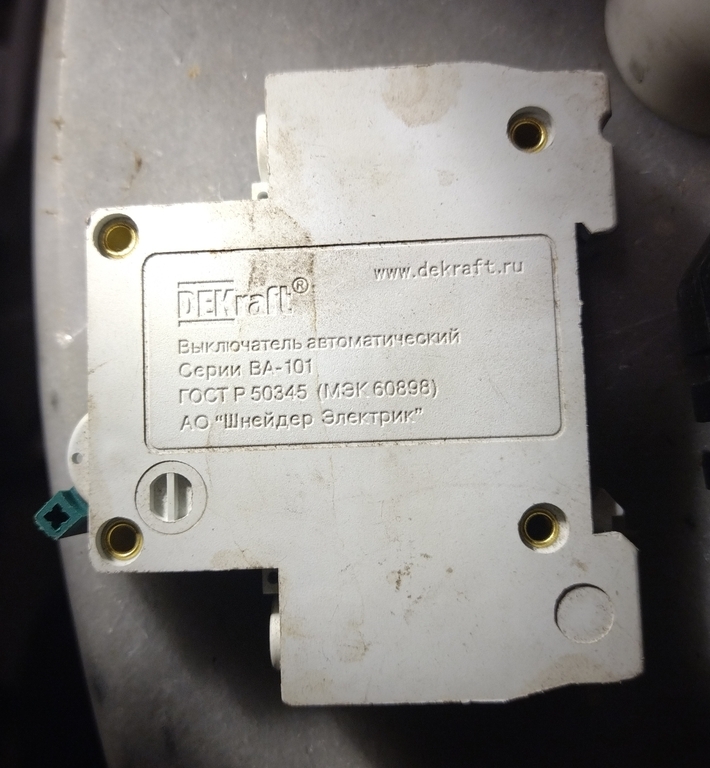 www.dekraft.ru
DEKraft®
Выключатель автоматический
Серии ВА-101
ГОСТ Р 50345 (МЭК 60898)
АО "Шнейдер Электрик"